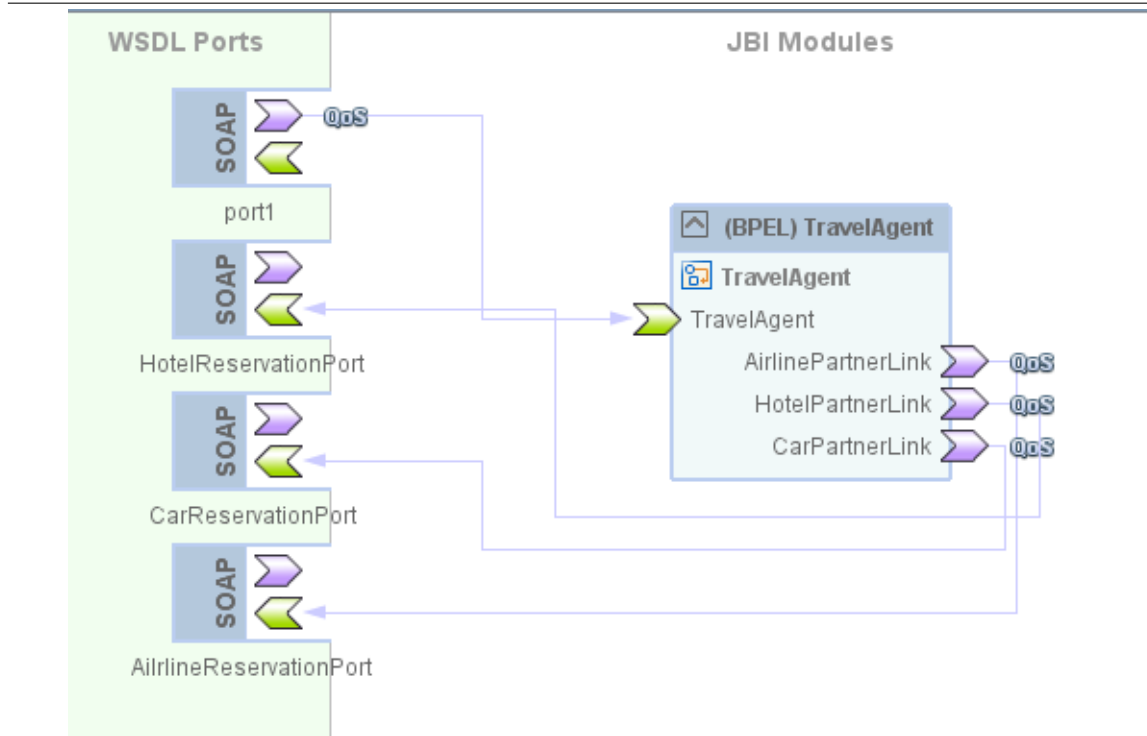 WSDL Ports
JBI Modules
SOAP
QoS
port1
SOAP
HotelReservationPort
SOAP
CarReservationPort
SOAP
AilrlineReservationPort
(BPEL) TravelAgent
TravelAgent
TravelAgent
AirlinePartnerLink
QoS
HotelPartnerLink
QoS
CarPartnerLink
QoS